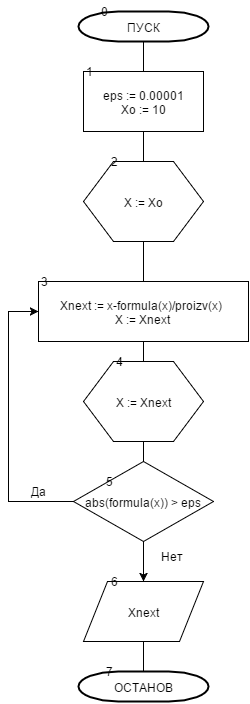 0
ПУСК
1
eps := 0.00001
Xo := 10
2
X := Xo
3
Xnext := x-formula(x)/proizv(x)
X := Xnext
4
X := Xnext
5
abs(formula(x)) > eps
Да
Нет
6
Xnext
7
ОСТАНОВ